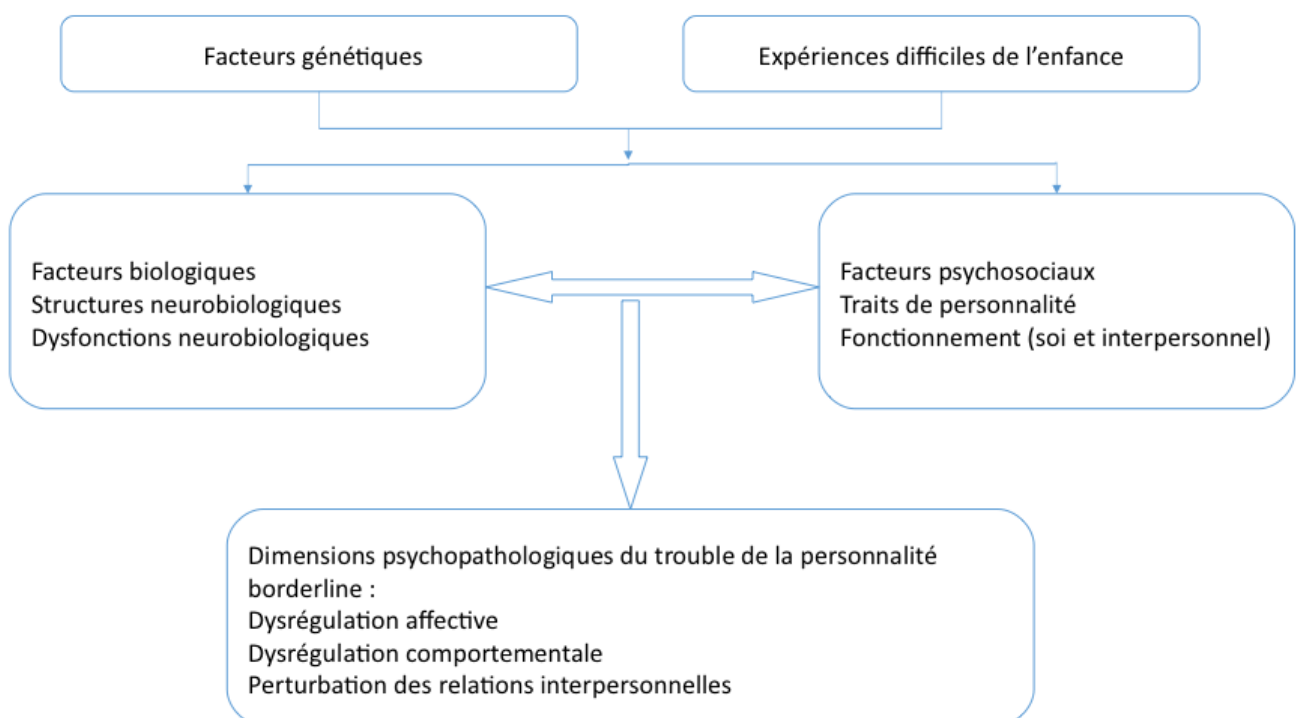 Facteurs génétiques
Expériences difficiles de l’enfance
Facteurs biologiques
Structures neurobiologiques
Dysfonctions neurobiologiques
Facteurs psychosociaux
Traits de personnalité
Fonctionnement (soi et interpersonnel)
Dimensions psychopathologiques du trouble de la personnalité
borderline :
Dysrégulation affective
Dysrégulation comportementale
Perturbation des relations interpersonnelles